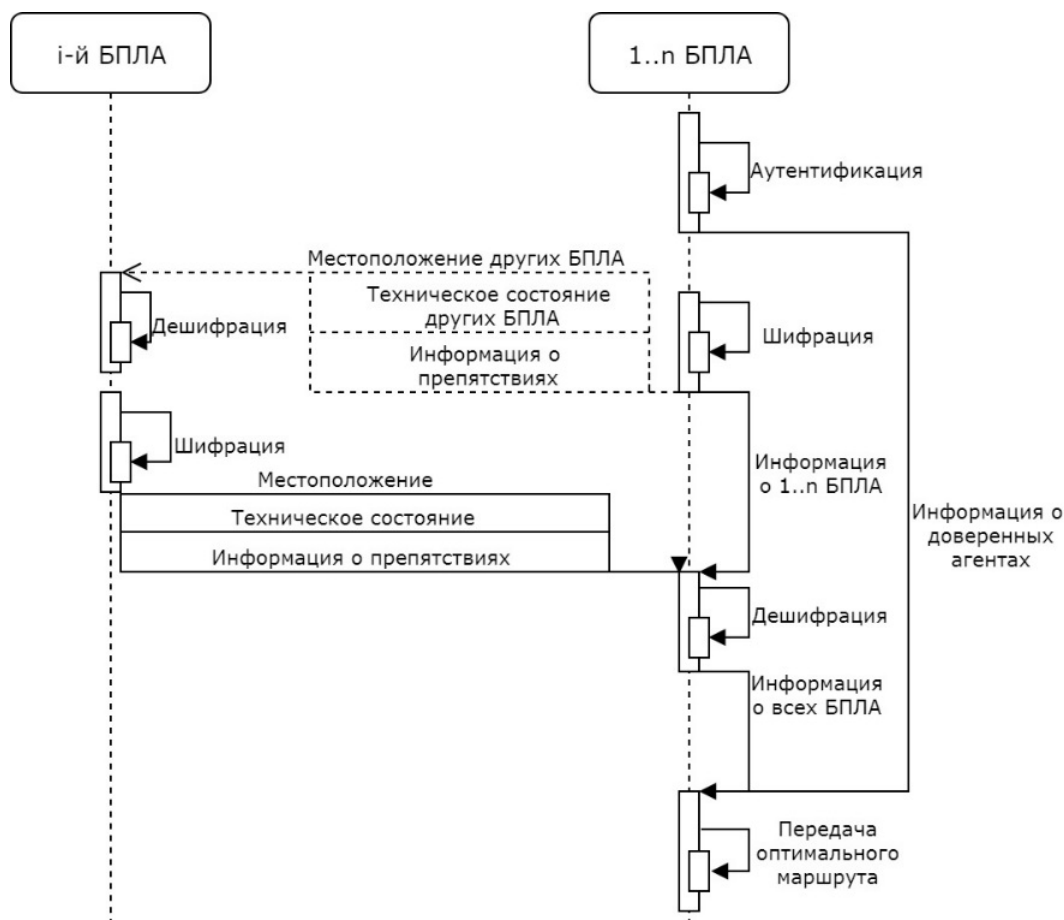 i-й БПЛА
1..n БПЛА
Аутентификация
Местоположение других БПЛА
Техническое состояние
других БПЛА
Дешифрация
Шифрация
Информация о
препятствиях
Шифрация
Информация
о 1..n БПЛА
Местоположение
Техническое состояние
Информация о
доверенных
агентах
Информация о препятствиях
Дешифрация
Информация
о всех БПЛА
Передача
оптимального
маршрута